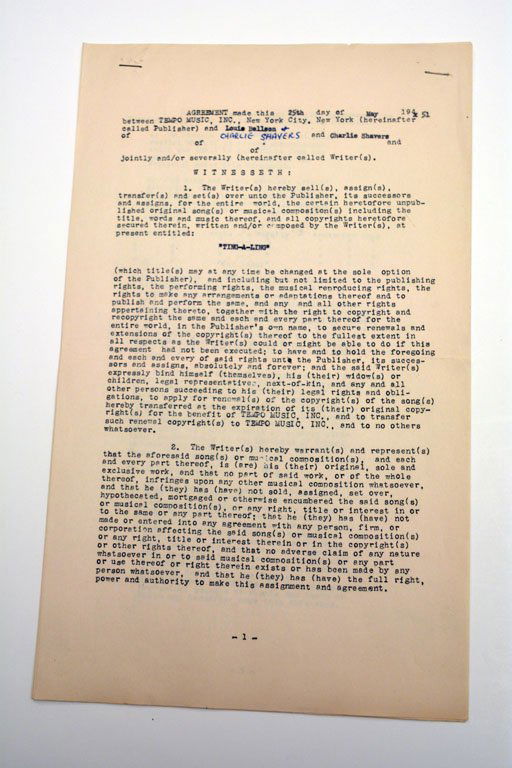 AGREEMENT made this 25th day of May 194x 51
between TEMPO MUSIC, INC., New York City, New York (hereinafter
called Publisher) and Louis Bellson +
of CHARLIE SHAVERS and Charlie Shavers
of and
of
jointly and/or severally (hereinafter called Writer(s).
WITNESSETH:
1. The Writer(s) hereby sell(s), assign(s),
transfer(s) and set(s) over unto the Publisher, its successors
and assigns, for the entire world, the certain heretofore unpub-
lished original song(s) or musical compositon(s) including the
title, words and music thereof, and all copyrights heretofore
secured therein, written and/or composed by the Writer(s), at
present entitled:
"TING-A-LING"
(which title(s) may at any time be changed at the sole option
of the Publisher), and including but not limited to the publishing
rights, the performing rights, the musical reproducing rights, the
rights to make any arrangements or adaptations thereof and to
publish and perform the same, and any and all other rights
appertaining thereto, together with the right to copyright and
recopyright the same and each and every part thereof for the
entire world, in the Publisher's own name, to secure renewals and
extensions of the copyright(s) thereof to the fullest extent in
all respects as the Writer(s) could or might be able to do if this
agreement had not been executed; to have and to hold the foregoing
and each and every of said rights unto the Publisher, its succes-
sors and assigns, absolutely and forever; and the said Writer(s)
expressly bind himself (themselves), his (their) widow(s) or
children, legal representatives, next-of-kin, and any and all
other persons succeeding to his (their) legal rights and obli-
gations, to apply for renewal(s) of the copyright(s) of the song(s)
hereby transferred at the expiration of its (their) original copy-
right(s) for the benefit of TEMPO MUSIC, INC., and to transfer
such renewal copyright(s) to TEMPO MUSIC, INC., and to no others
whatsoever.
2. The Writer(s) hereby warrant(s) and represent(s)
that the aforesaid song(s) or musical composition(s), and each
and every part thereof, is (are) his (their) original, sole and
exclusive work, and that no part of said work, or of the whole
thereof, infringes upon any other musical composition whatsoever,
and that he (they) has (have) not sold, assigned, set over,
hypothecated, mortgaged or otherwise encumbered the said song(s)
or musical composition(s), or any right, title or interest in or
to the same or any part thereof; that he (they) has (have) not
made or entered into any agreement with any person, firm, or
corporation affecting the said song(s) or musical composition(s)
or any right, title or interest therein or in the copyright(s)
or other rights thereof, and that no adverse claim of any nature
whatsoever in or to said musical composition(s) or any part
or use thereof or right therein exists or has been made by any
person whatsoever, and that he (they) has (have) the full right,
power and authority to make this assignment and agreement.
- 1 -